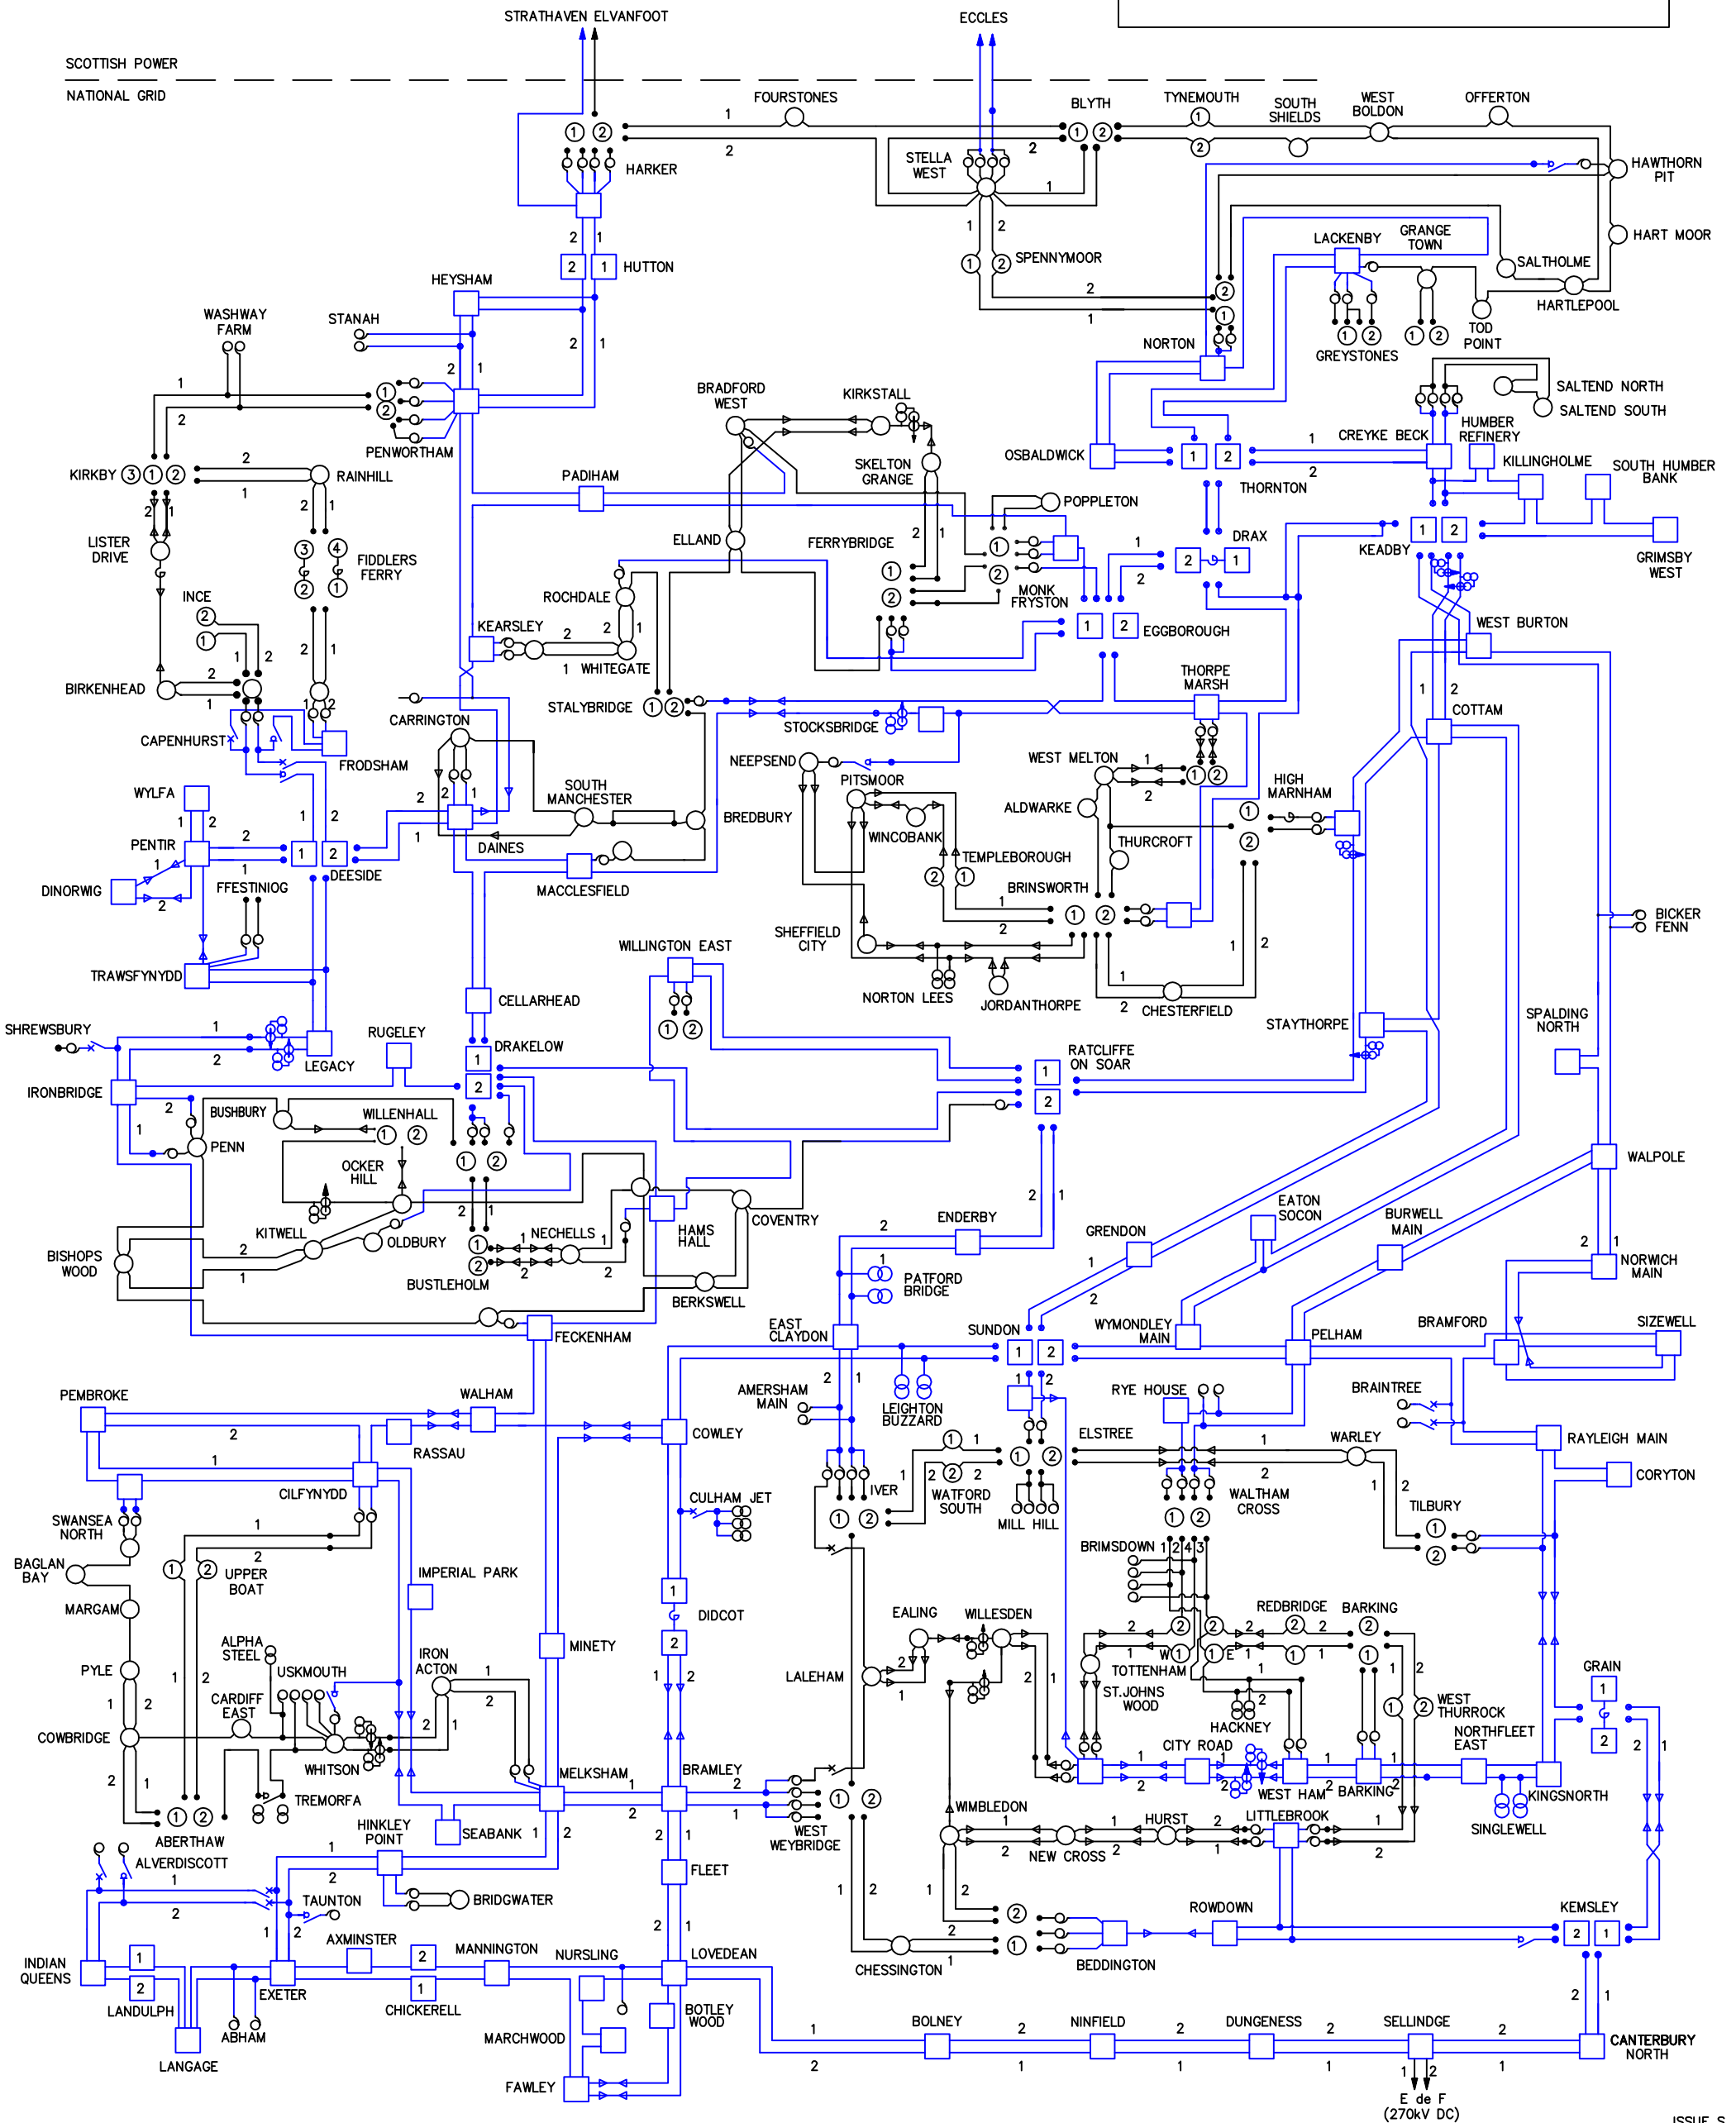 STRATHAVEN ELVANFOOT
ECCLES
SCOTTISH POWER
NATIONAL GRID
FOURSTONES
BLYTH
TYNEMOUTH
SOUTH
SHIELDS
WEST
BOLDON
OFFERTON
HARKER
STELLA
WEST
HAWTHORN
PIT
HUTTON
SPENNYMOOR
LACKENBY
GRANGE
TOWN
HART MOOR
SALTHOLME
HARTLEPOOL
HEYSHAM
WASHWAY
FARM
STANAH
NORTON
GREYSTONES
TOD
POINT
PENWORTHAM
BRADFORD
WEST
KIRKSTALL
SALTEND NORTH
SALTEND SOUTH
CREYKE BECK
HUMBER
REFINERY
KILLINGHOLME
SOUTH HUMBER
BANK
OSBALDWICK
THORNTON
KIRKBY
RAINHILL
PADIHAM
SKELTON
GRANGE
POPPLETON
LISTER
DRIVE
FIDDLERS
FERRY
ELLAND
FERRYBRIDGE
DRAX
KEADBY
GRIMSBY
WEST
INCE
ROCHDALE
MONK
FRYSTON
EGGBOROUGH
KEARSLEY
WHITEGATE
WEST BURTON
BIRKENHEAD
THORPE
MARSH
STALYBRIDGE
STOCKSBRIDGE
COTTAM
CAPENHURST
FRODSHAM
CARRINGTON
NEEPSEND
PITSMOOR
WEST MELTON
HIGH
MARNHAM
WYLFA
SOUTH
MANCHESTER
BREDBURY
WINCOBANK
ALDWARKE
THURCROFT
PENTIR
DEESIDE
DAINES
MACCLESFIELD
TEMPLEBOROUGH
BRINSWORTH
DINORWIG
FFESTINIOG
BICKER
FENN
SHEFFIELD
CITY
WILLINGTON EAST
TRAWSFYNYDD
CELLARHEAD
NORTON LEES
JORDANTHORPE
CHESTERFIELD
STAYTHORPE
SPALDING
NORTH
SHREWSBURY
LEGACY
RUGELEY
DRAKELOW
RATCLIFFE
ON SOAR
IRONBRIDGE
BUSHBURY
WILLENHALL
PENN
OCKER
HILL
WALPOLE
KITWELL
OLDBURY
NECHELLS
HAMS
HALL
COVENTRY
ENDERBY
GRENDON
EATON
SOCON
BURWELL
MAIN
BISHOPS
WOOD
BUSTLEHOLM
BERKSWELL
PATFORD
BRIDGE
NORWICH
MAIN
FECKENHAM
EAST
CLAYDON
SUNDON
WYMONDLEY
MAIN
PELHAM
BRAMFORD
SIZEWELL
PEMBROKE
WALHAM
AMERSHAM
MAIN
LEIGHTON
BUZZARD
RYE HOUSE
BRAINTREE
RASSAU
COWLEY
ELSTREE
WARLEY
RAYLEIGH MAIN
CORYTON
CILFYNYDD
SWANSEA
NORTH
CULHAM JET
IVER
WATFORD
SOUTH
MILL HILL
WALTHAM
CROSS
TILBURY
BAGLAN
BAY
UPPER
BOAT
IMPERIAL PARK
BRIMSDOWN
MARGAM
DIDCOT
EALING
WILLESDEN
REDBRIDGE
BARKING
ALPHA
STEEL
MINETY
PYLE
USKMOUTH
IRON
ACTON
LALEHAM
TOTTENHAM
ST.JOHNS
WOOD
GRAIN
CARDIFF
EAST
HACKNEY
WEST
THURROCK
COWBRIDGE
WHITSON
CITY ROAD
NORTHFLEET
EAST
MELKSHAM
BRAMLEY
WEST HAM
BARKING
KINGSNORTH
TREMORFA
ABERTHAW
SEABANK
WEST
WEYBRIDGE
WIMBLEDON
HURST
LITTLEBROOK
SINGLEWELL
HINKLEY
POINT
ALVERDISCOTT
NEW CROSS
FLEET
TAUNTON
BRIDGWATER
ROWDOWN
KEMSLEY
AXMINSTER
MANNINGTON
NURSLING
LOVEDEAN
CHESSINGTON
BEDDINGTON
INDIAN
QUEENS
LANDULPH
EXETER
CHICKERELL
ABHAM
MARCHWOOD
BOTLEY
WOOD
BOLNEY
NINFIELD
DUNGENESS
SELLINDGE
CANTERBURY
NORTH
LANGAGE
FAWLEY
E de F
(270kV DC)